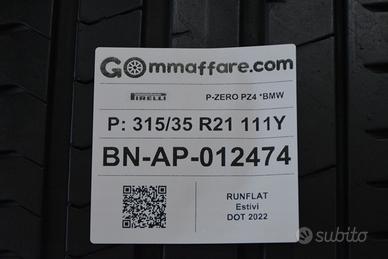 GOmmaffare.com
PIRELLI
P-ZERO PZ4 *BMW
P: 315/35 R21 111Y
BN-AP-012474
RUNFLAT
Estivi
DOT 2022
subito